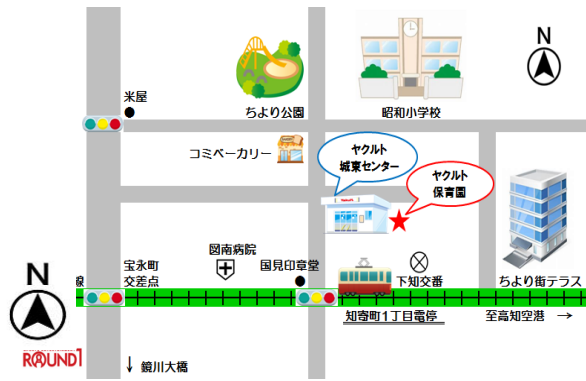 N
米屋
ちより公園
昭和小学校
コミベーカリー
ヤクルト
城東センター
ヤクルト
保育園
N
線
宝永町
交差点
図南病院
国見印章堂
下知交番
ちより街テラス
知寄町1丁目電停
至高知空港 →
ROUND1
↓ 鏡川大橋